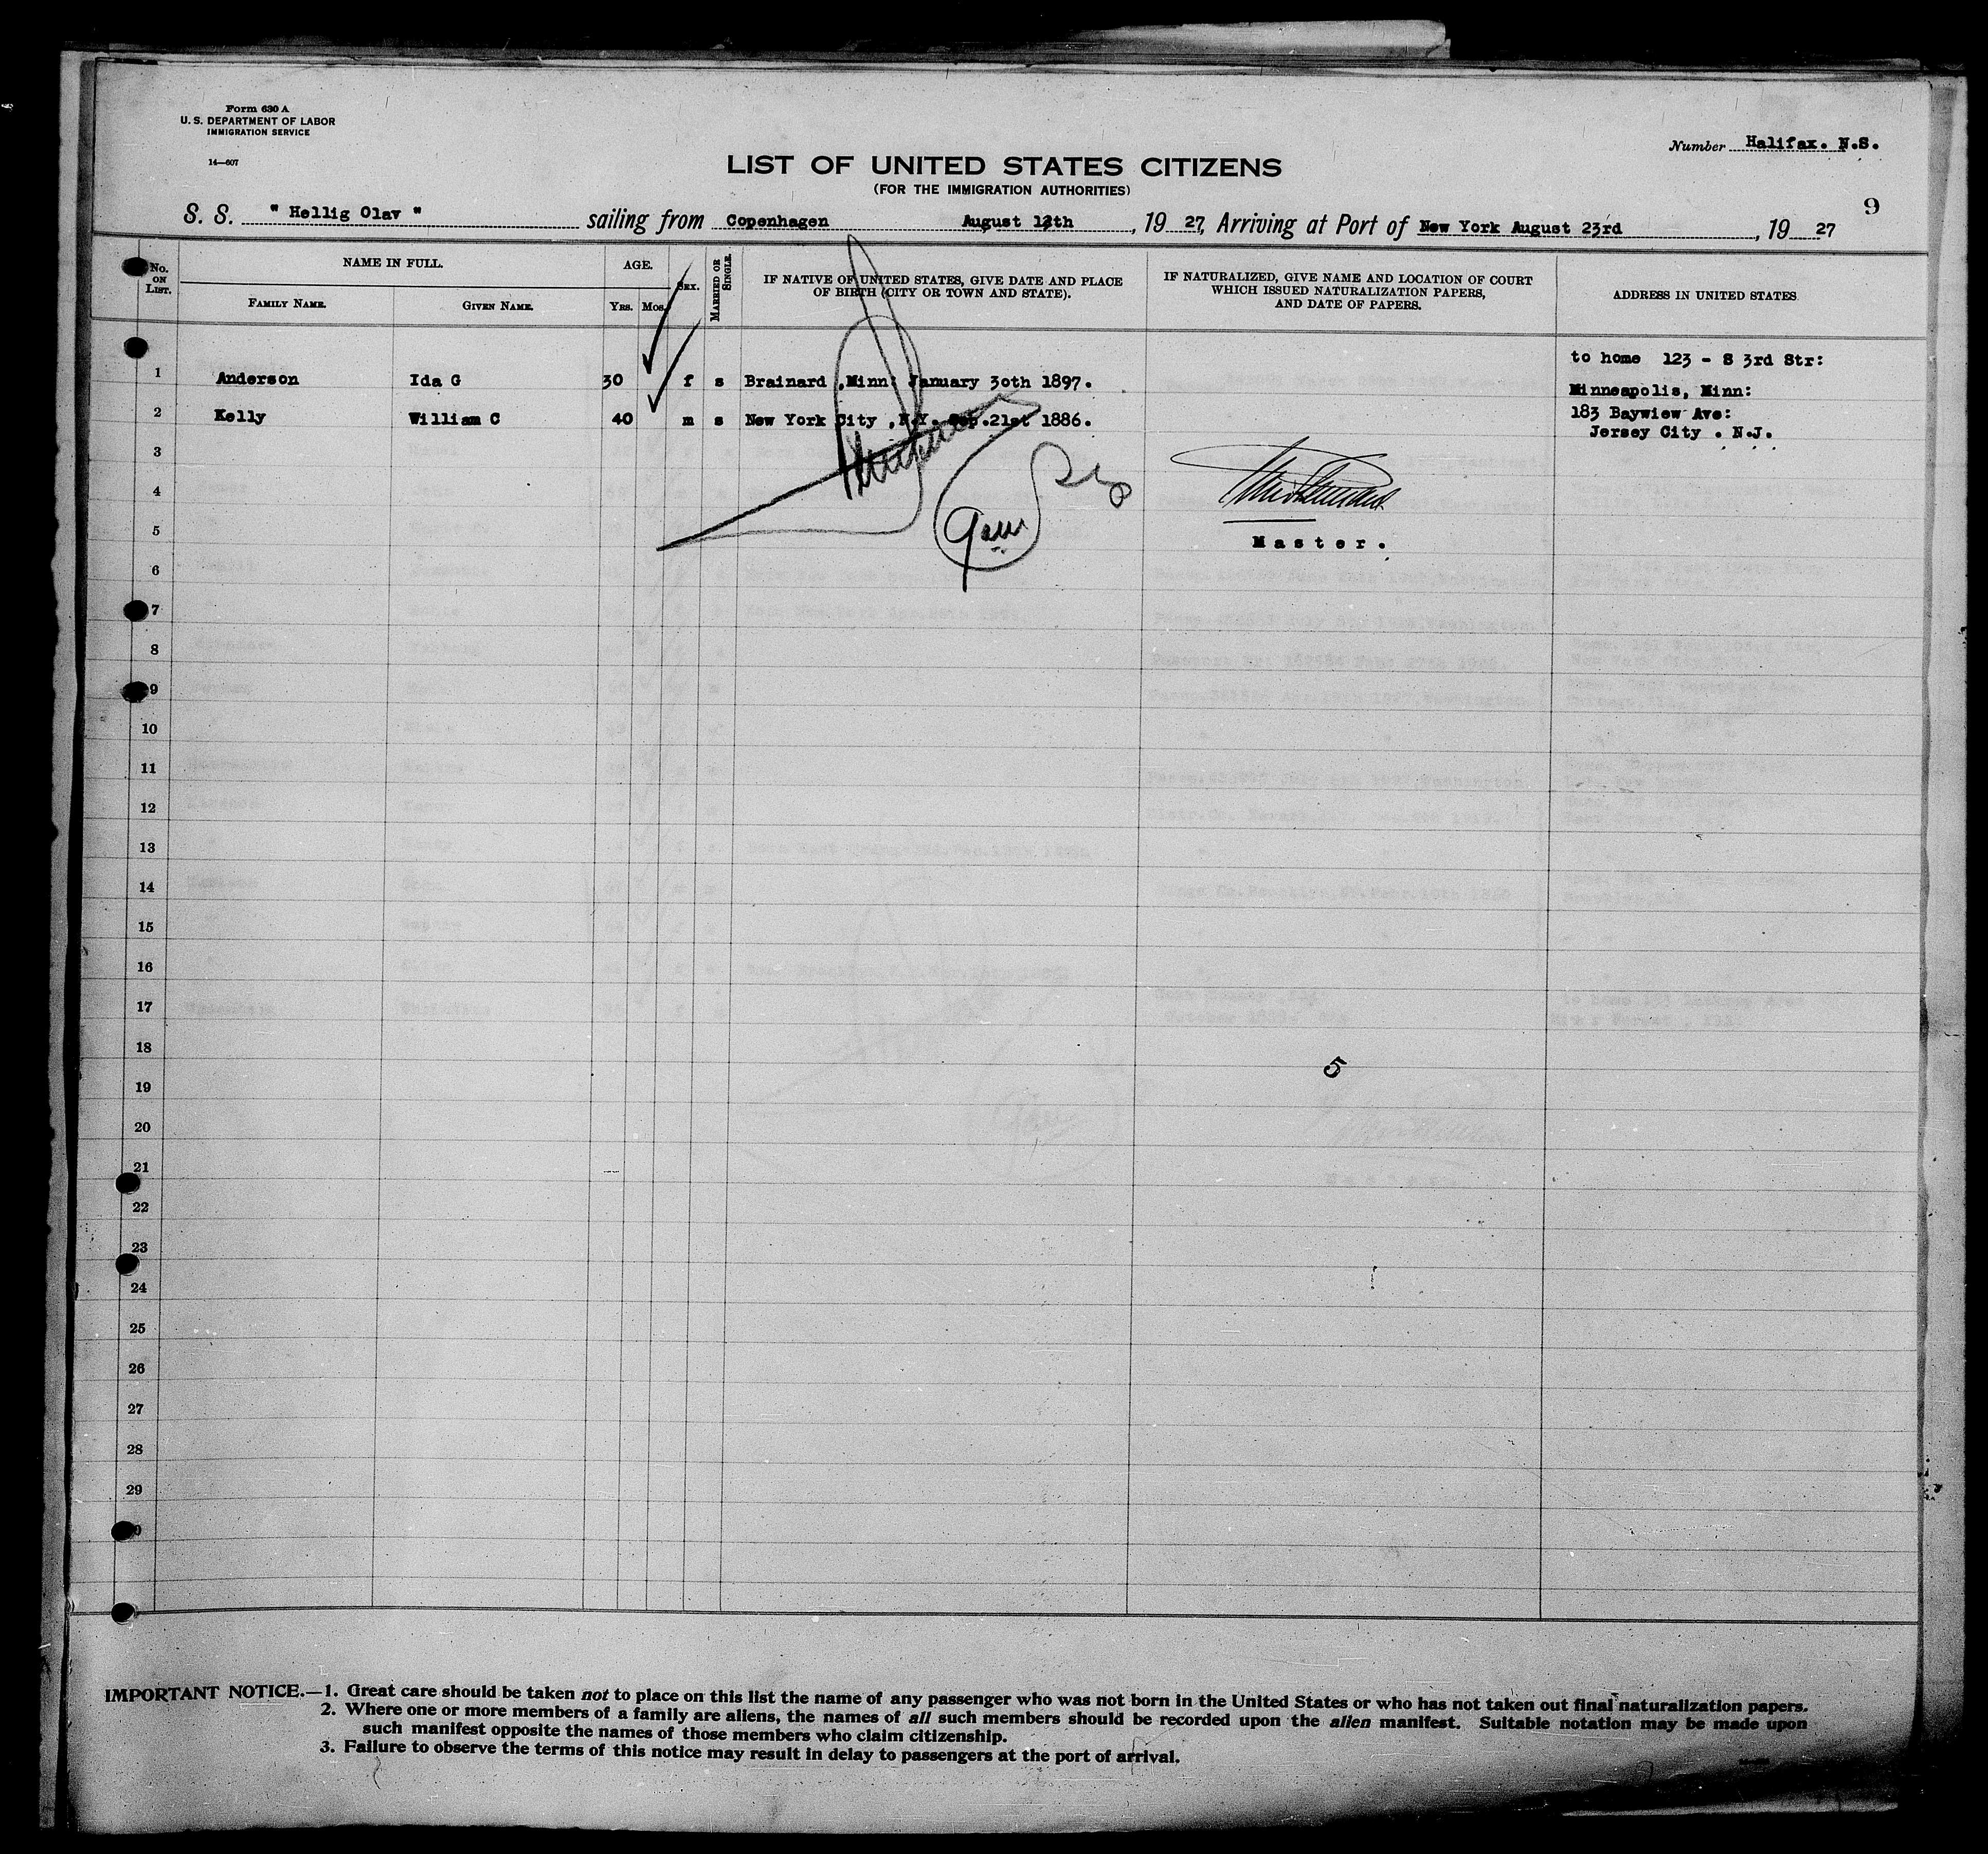 Form 630 A
U. S. DEPARTMENT OF LABOR
IMMIGRATION SERVICE
14—607
Number Halifax. N.S.
LIST OF UNITED STATES CITIZENS
(FOR THE IMMIGRATION AUTHORITIES)
9
S. S. " Hellig Olav " sailing from Copenhagen August 12th, 19 27, Arriving at Port of New York August 23rd, 19 27
No. ON LIST.
NAME IN FULL.
FAMILY NAME.
GIVEN NAME.
AGE.
YRS. MOS.
SEX.
MARRIED OR SINGLE.
IF NATIVE OF UNITED STATES, GIVE DATE AND PLACE
OF BIRTH (CITY OR TOWN AND STATE).
IF NATURALIZED, GIVE NAME AND LOCATION OF COURT
WHICH ISSUED NATURALIZATION PAPERS,
AND DATE OF PAPERS.
ADDRESS IN UNITED STATES
to home 123 - S 3rd Str:
1 Anderson Ida G 30 f s Brainard ,Minn: January 30th 1897. Minneapolis, Minn:
2 Kelly William C 40 m s New York City ,N.Y. Sep.21st 1886. 183 Baywiew Ave:
Jersey City . N.J.
3
4
5
Master.
6
7
8
9
10
11
12
13
14
15
16
17
18
5
19
20
21
22
23
24
25
26
27
28
29
IMPORTANT NOTICE.—1. Great care should be taken not to place on this list the name of any passenger who was not born in the United States or who has not taken out final naturalization papers.
2. Where one or more members of a family are aliens, the names of all such members should be recorded upon the alien manifest. Suitable notation may be made upon
such manifest opposite the names of those members who claim citizenship.
3. Failure to observe the terms of this notice may result in delay to passengers at the port of arrival.